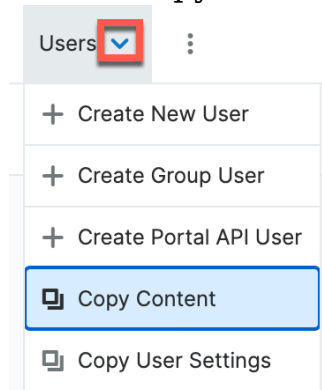 Users
Create New User
Create Group User
Create Portal API User
Copy Content
Copy User Settings